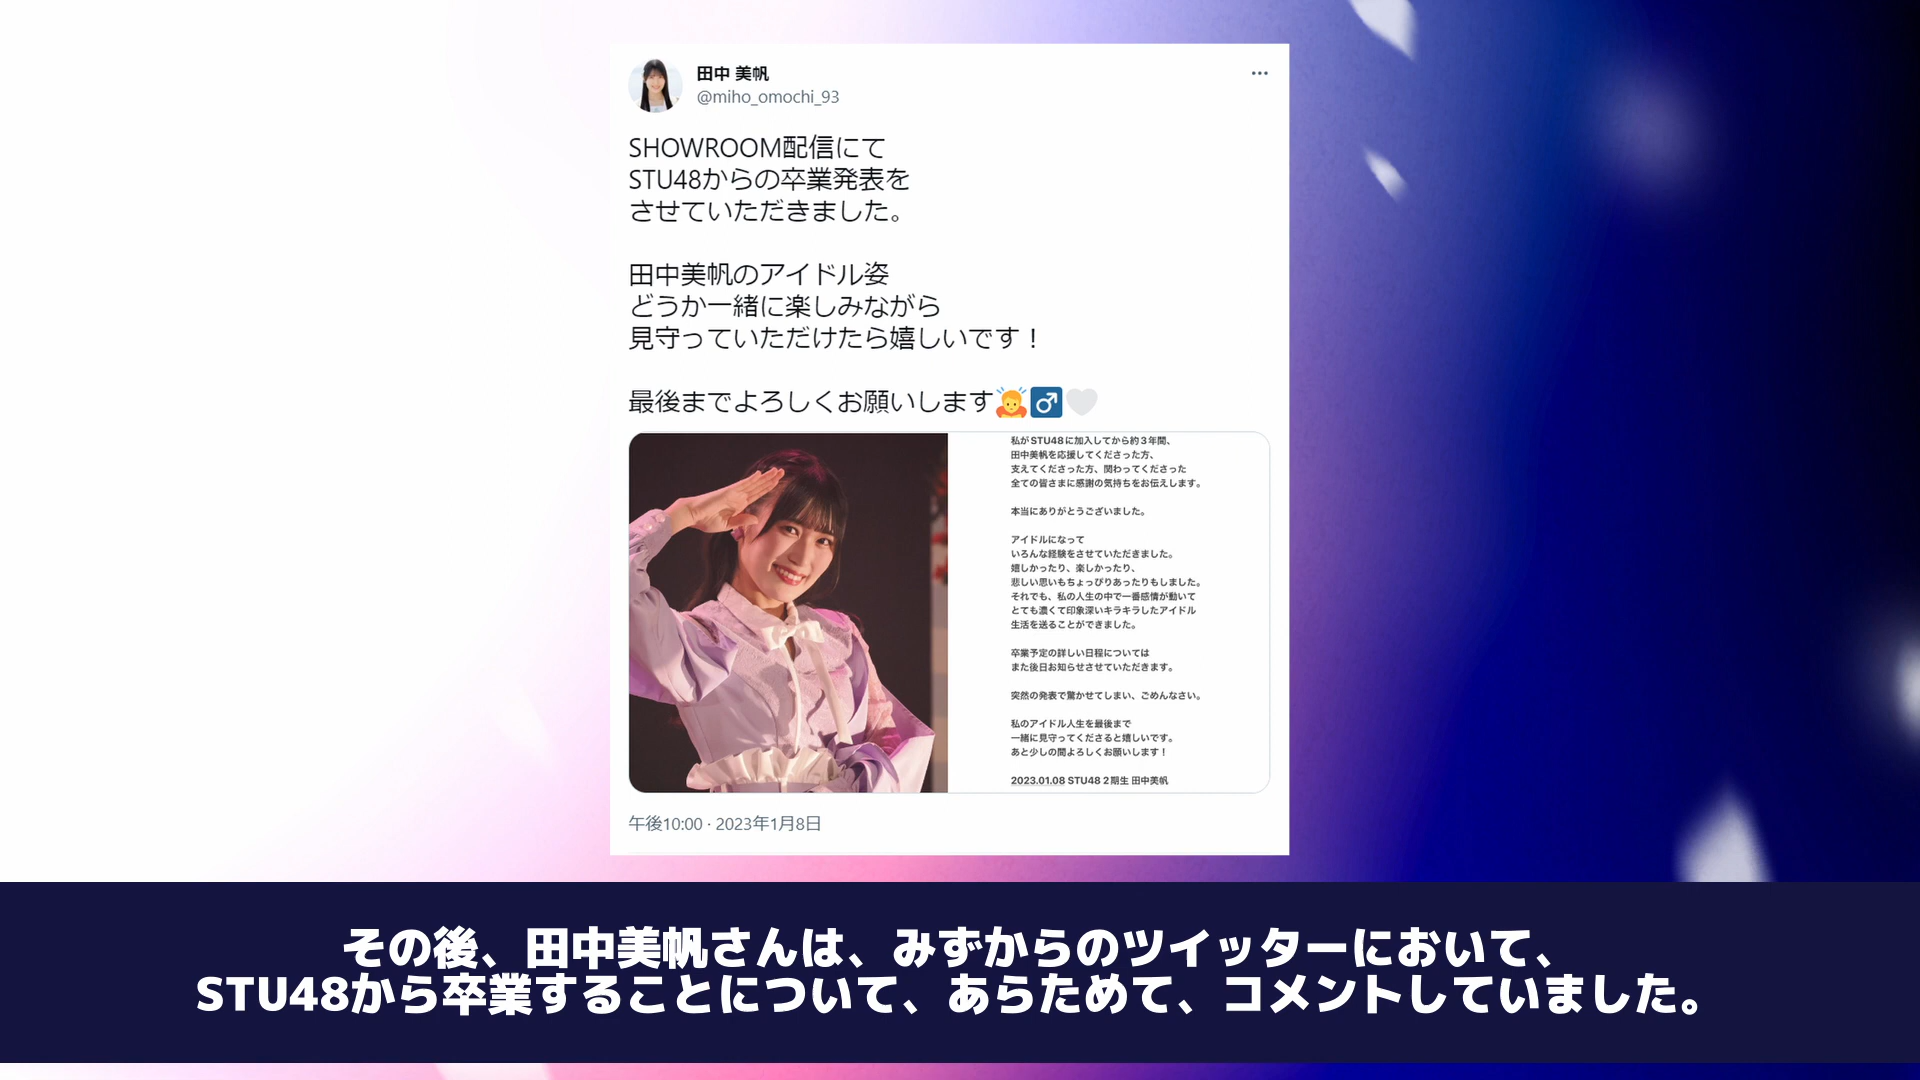 田中 美帆
@miho_omochi_93
SHOWROOM配信にて
STU48からの卒業発表を
させていただきました。
田中美帆のアイドル姿
どうか一緒に楽しみながら
見守っていただけたら嬉しいです！
最後までよろしくお願いします🙇♂️🤍
私がSTU48に加入してから約３年間、
田中美帆を応援してくださった方、
支えてくださった方、関わってくださった
全ての皆さまに感謝の気持ちをお伝えします。
本当にありがとうございました。
アイドルになって
いろんな経験をさせていただきました。
嬉しかったり、楽しかったり、
悲しい思いもちょっぴりあったりもしました。
それでも、私の人生の中で一番感情が動いて
とても濃くて印象深いキラキラしたアイドル
生活を送ることができました。
卒業予定の詳しい日程については
また後日お知らせさせていただきます。
突然の発表で驚かせてしまい、ごめんなさい。
私のアイドル人生を最後まで
一緒に見守ってくださると嬉しいです。
あと少しの間よろしくお願いします！
2023.01.08 STU48２期生 田中美帆
午後10:00 · 2023年1月8日
その後、田中美帆さんは、みずからのツイッターにおいて、
STU48から卒業することについて、あらためて、コメントしていました。